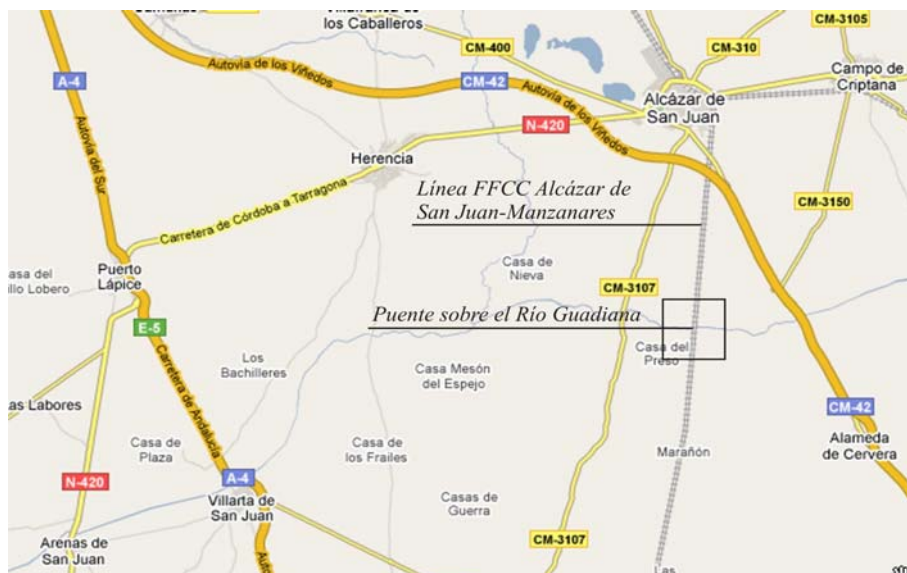 los Caballeros
CM-400
CM-310
CM-3105
Autovía de los Viñedos
A-4
CM-42
Autovía de los Viñedos
Campo de
Criptana
Alcázar de
San Juan
N-420
Autovía del Sur
Herencia
Línea FFCC Alcázar de
San Juan-Manzanares
CM-3150
Carretera de Córdoba a Tarragona
Puerto
Lápice
Casa de
Nieva
CM-3107
Puente sobre el Río Guadiana
E-5
Casa del
Preso
Los
Bachilleres
Casa Mesón
del Espejo
Carretera de Andalucía
as Labores
CM-42
Alameda
de Cervera
Casa de
Plaza
Casa de
los Frailes
Marañón
A-4
N-420
Villarta de
San Juan
Casas de
Guerra
Arenas de
San Juan
CM-3107
Las